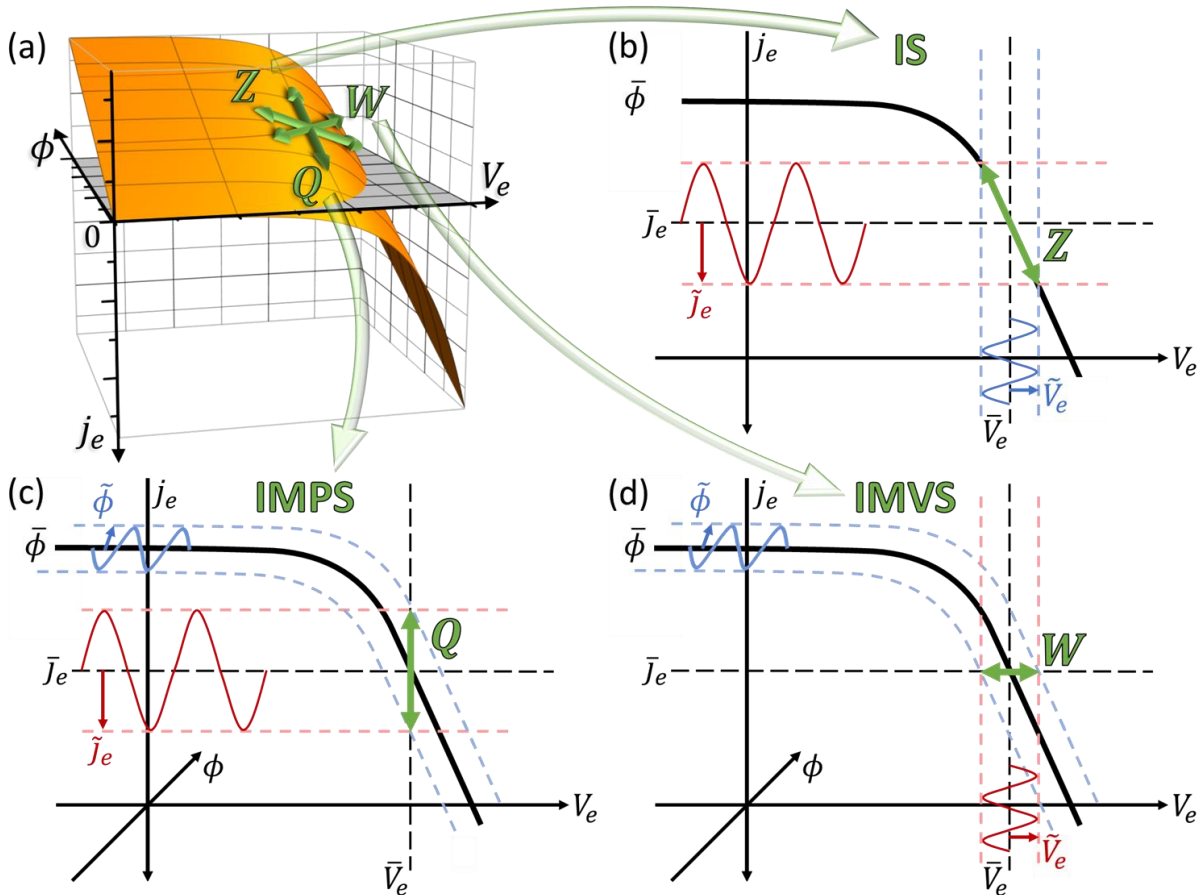 (a)
Z
W
Q
ϕ
V_e
0
j_e
(b)
j_e
IS
ϕ̄
j̄_e
j̃_e
Z
V_e
Ṽ_e
V̄_e
(c)
IMPS
ϕ̃
j_e
ϕ̄
Q
j̄_e
j̃_e
ϕ
V_e
V̄_e
(d)
IMVS
ϕ̃
j_e
ϕ̄
W
j̄_e
ϕ
V_e
Ṽ_e
V̄_e